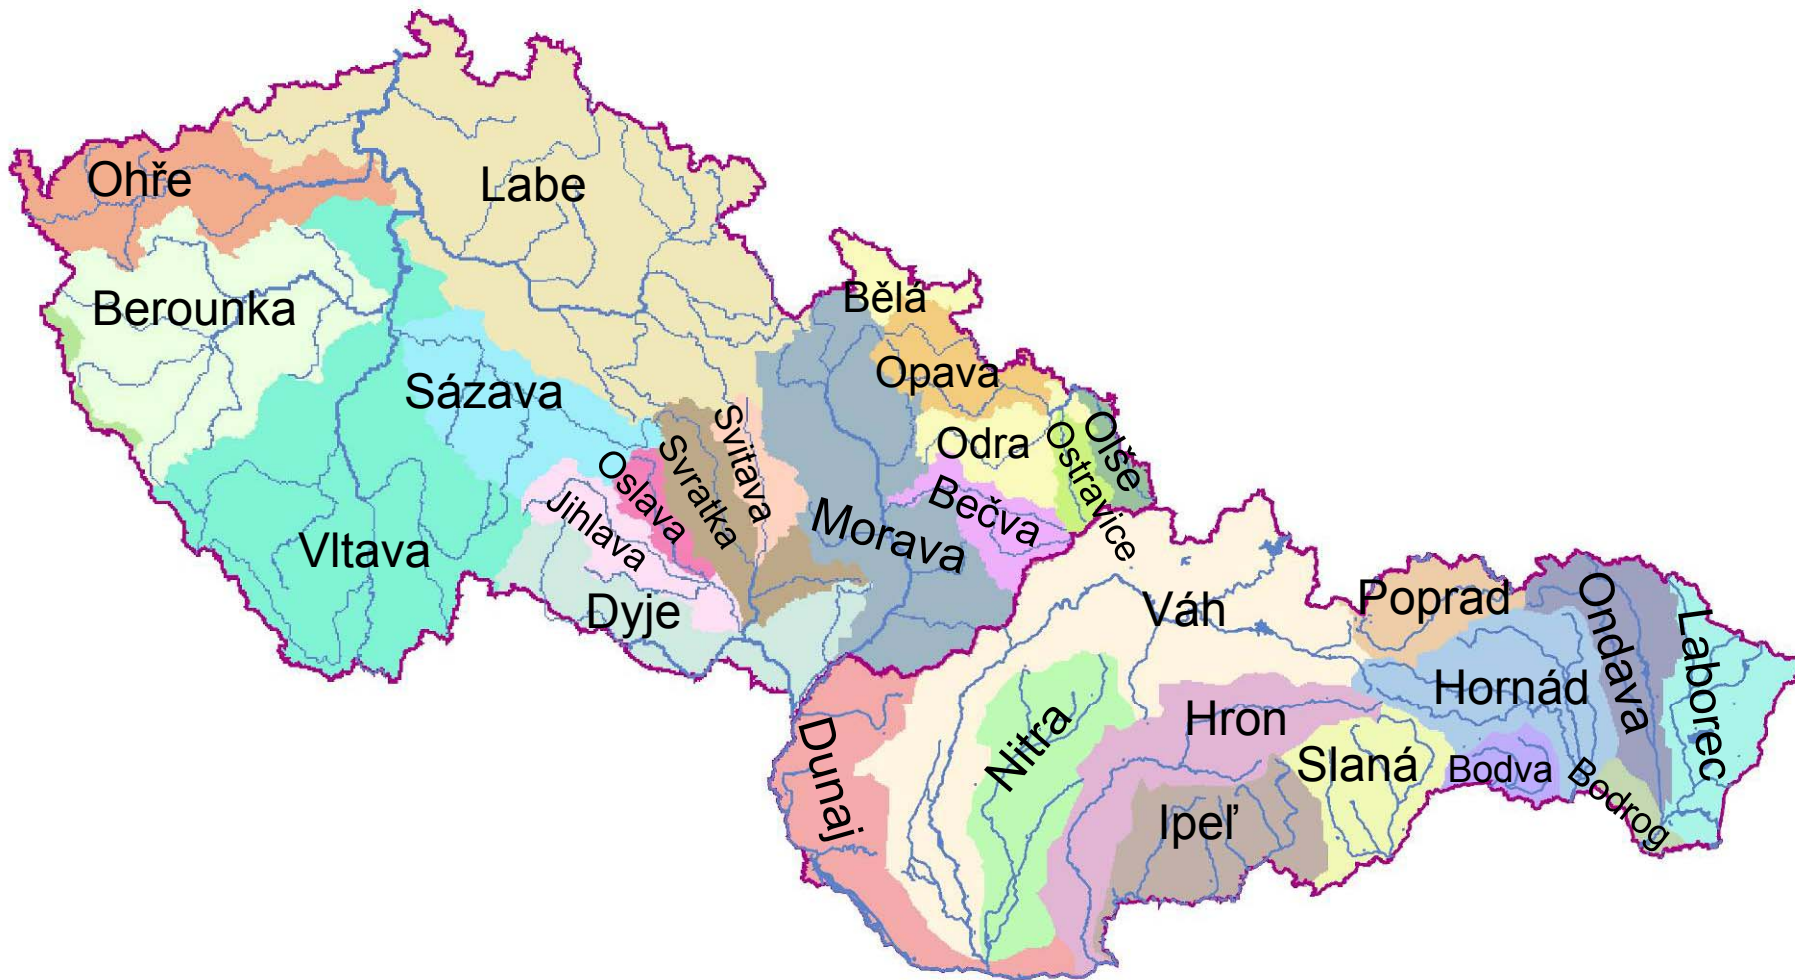 Ohře
Labe
Berounka
Bělá
Opava
Sázava
Svitava
Olše
Odra
Ostravice
Svratka
Oslava
Bečva
Jihlava
Morava
Vltava
Dyje
Váh
Poprad
Ondava
Laborec
Hornád
Hron
Nitra
Dunaj
Slaná
Bodva
Bodrog
Ipeľ